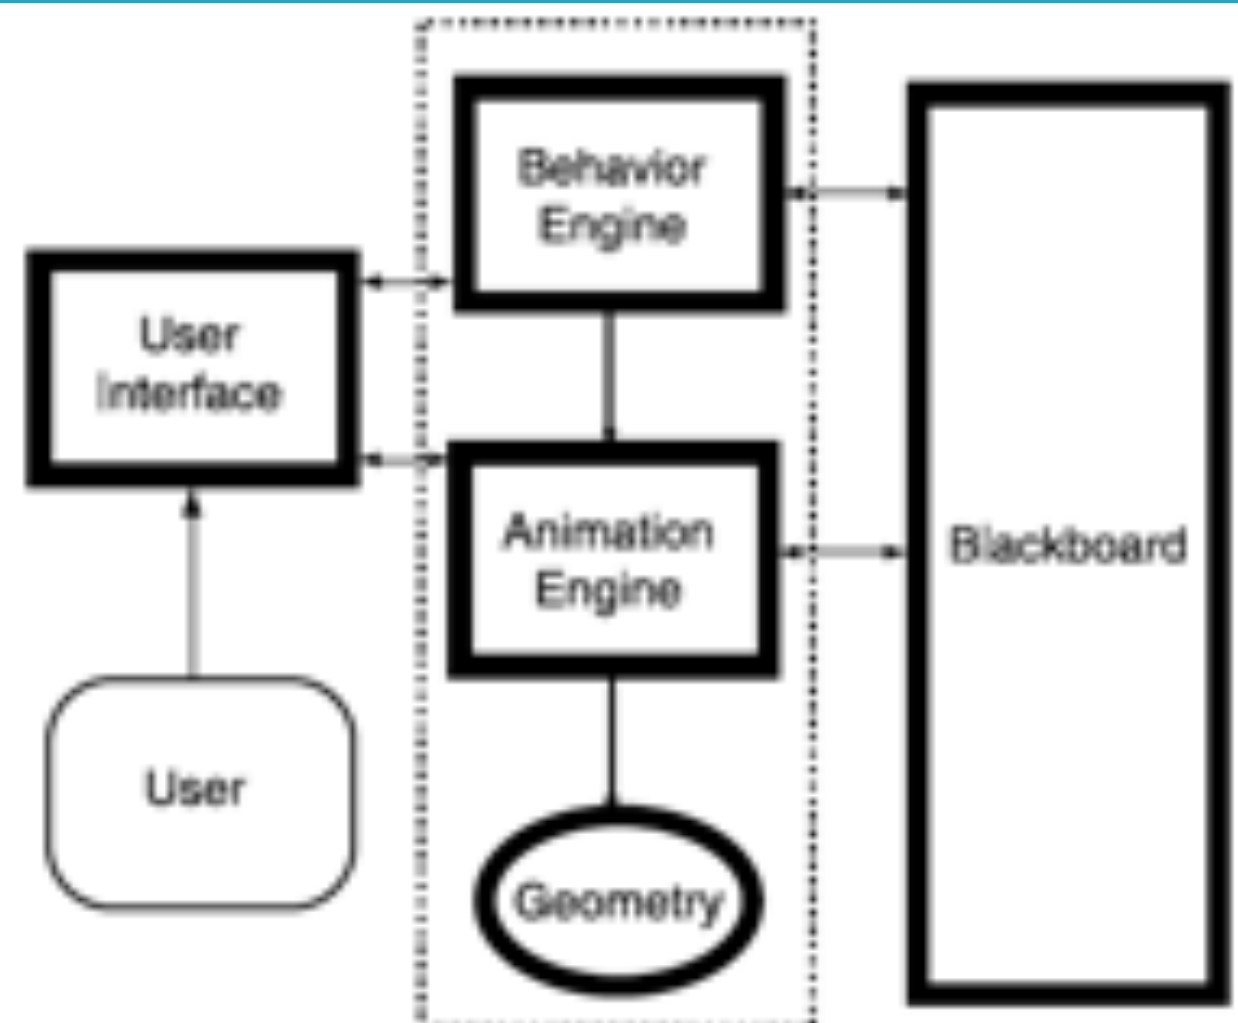 Behavior
Engine
User
Interface
Animation
Engine
Blackboard
User
Geometry